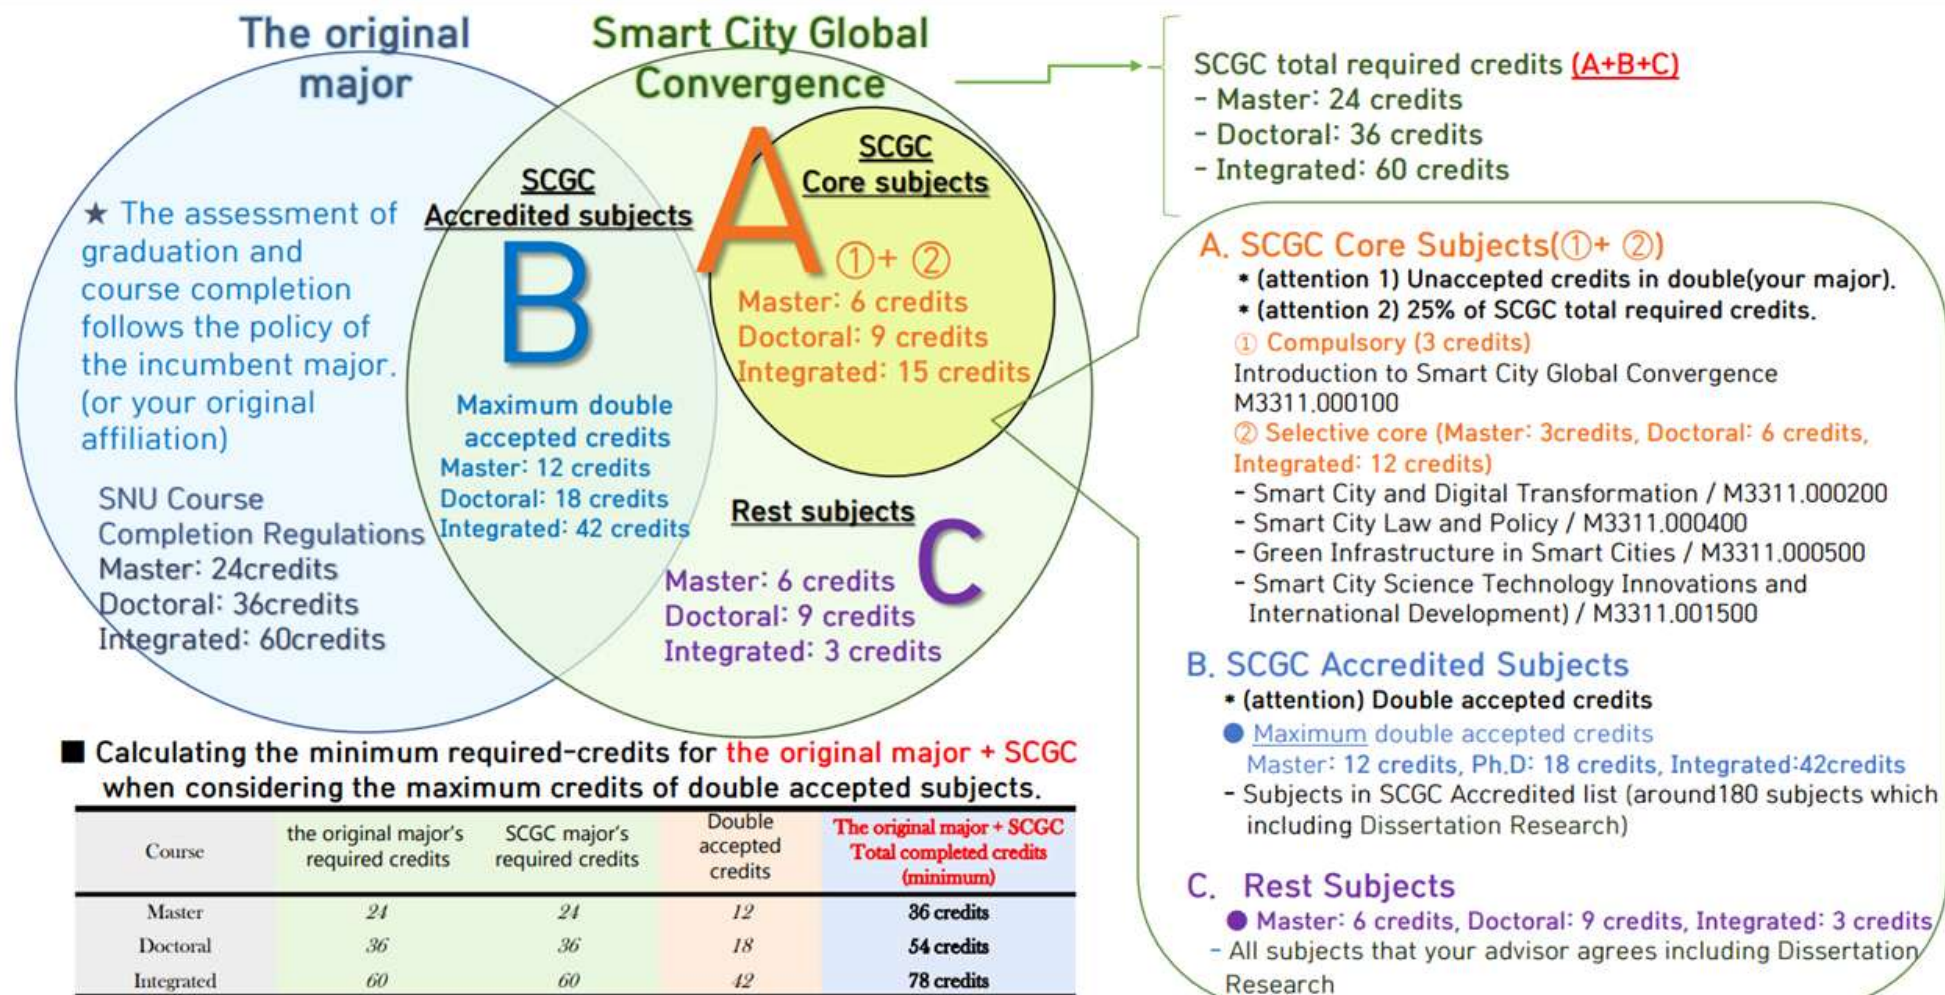 The original
major
Smart City Global
Convergence
★ The assessment of
graduation and
course completion
follows the policy of
the incumbent major.
(or your original
affiliation)
SNU Course
Completion Regulations
Master: 24credits
Doctoral: 36credits
Integrated: 60credits
SCGC
Accredited subjects
B
Maximum double
accepted credits
Master: 12 credits
Doctoral: 18 credits
Integrated: 42 credits
A
SCGC
Core subjects
①+ ②
Master: 6 credits
Doctoral: 9 credits
Integrated: 15 credits
Rest subjects
C
Master: 6 credits
Doctoral: 9 credits
Integrated: 3 credits
SCGC total required credits (A+B+C)
- Master: 24 credits
- Doctoral: 36 credits
- Integrated: 60 credits
A. SCGC Core Subjects(①+ ②)
* (attention 1) Unaccepted credits in double(your major).
* (attention 2) 25% of SCGC total required credits.
① Compulsory (3 credits)
Introduction to Smart City Global Convergence
M3311.000100
② Selective core (Master: 3credits, Doctoral: 6 credits,
Integrated: 12 credits)
- Smart City and Digital Transformation / M3311.000200
- Smart City Law and Policy / M3311.000400
- Green Infrastructure in Smart Cities / M3311.000500
- Smart City Science Technology Innovations and
International Development) / M3311.001500
B. SCGC Accredited Subjects
* (attention) Double accepted credits
● Maximum double accepted credits
Master: 12 credits, Ph.D: 18 credits, Integrated:42credits
- Subjects in SCGC Accredited list (around180 subjects which
including Dissertation Research)
C. Rest Subjects
● Master: 6 credits, Doctoral: 9 credits, Integrated: 3 credits
- All subjects that your advisor agrees including Dissertation
Research
■ Calculating the minimum required-credits for the original major + SCGC
when considering the maximum credits of double accepted subjects.
Course
the original major's
required credits
SCGC major's
required credits
Double
accepted
credits
The original major + SCGC
Total completed credits
(minimum)
Master 24 24 12 36 credits
Doctoral 36 36 18 54 credits
Integrated 60 60 42 78 credits